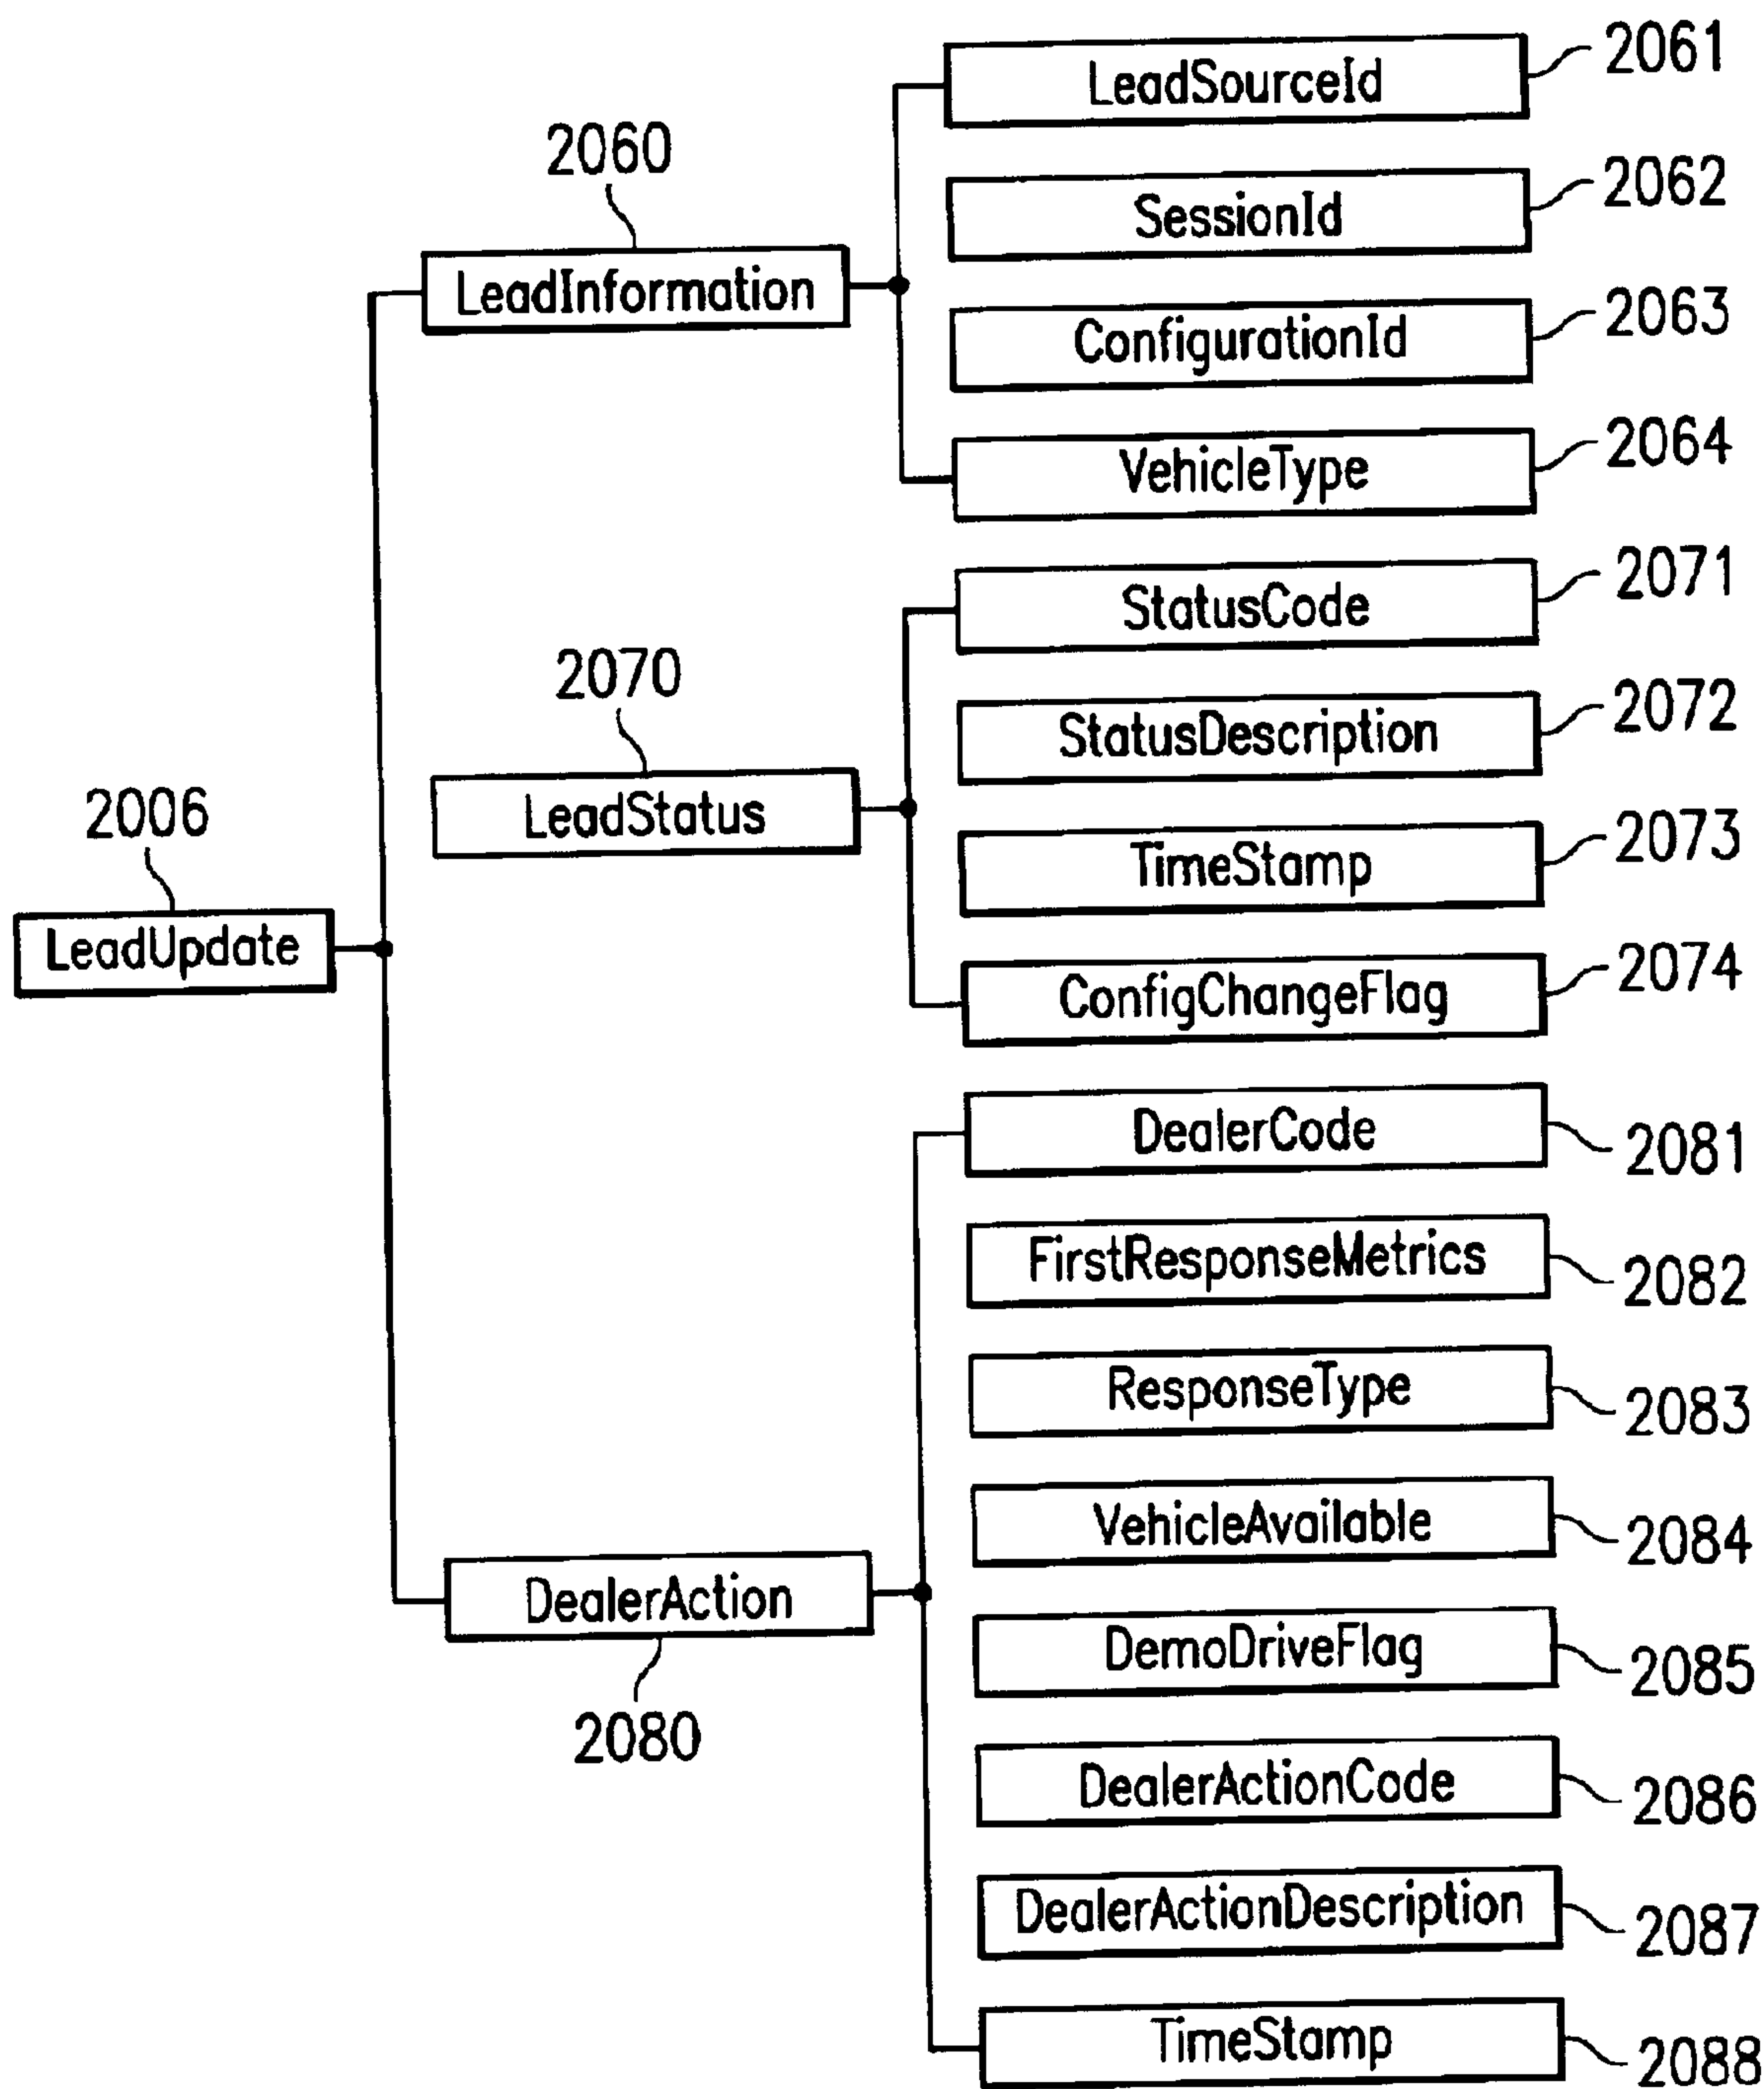 2006
LeadUpdate
2060
LeadInformation
LeadSourceId
2061
SessionId
2062
ConfigurationId
2063
VehicleType
2064
2070
LeadStatus
StatusCode
2071
StatusDescription
2072
TimeStamp
2073
ConfigChangeFlag
2074
DealerAction
2080
DealerCode
2081
FirstResponseMetrics
2082
ResponseType
2083
VehicleAvailable
2084
DemoDriveFlag
2085
DealerActionCode
2086
DealerActionDescription
2087
TimeStamp
2088